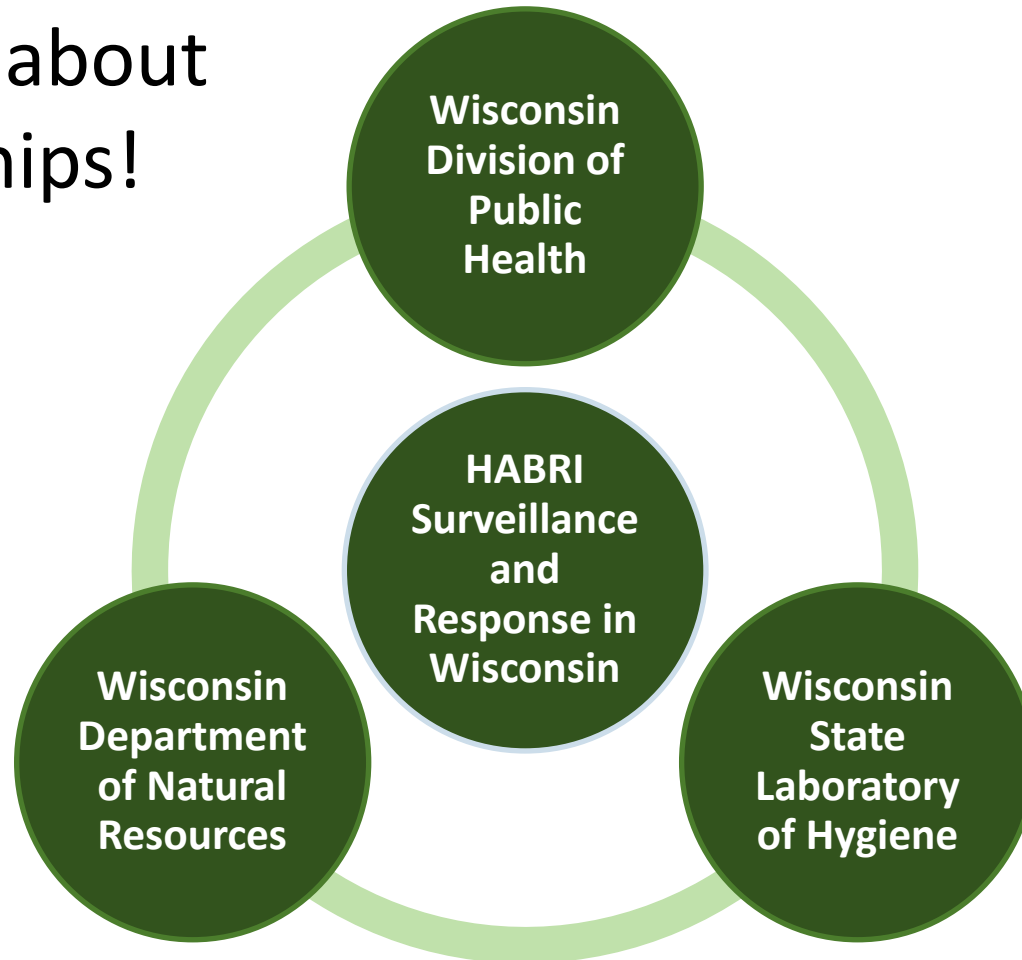 about
hips!
Wisconsin
Division of
Public
Health
HABRI
Surveillance
and
Response in
Wisconsin
Wisconsin
Department
of Natural
Resources
Wisconsin
State
Laboratory
of Hygiene